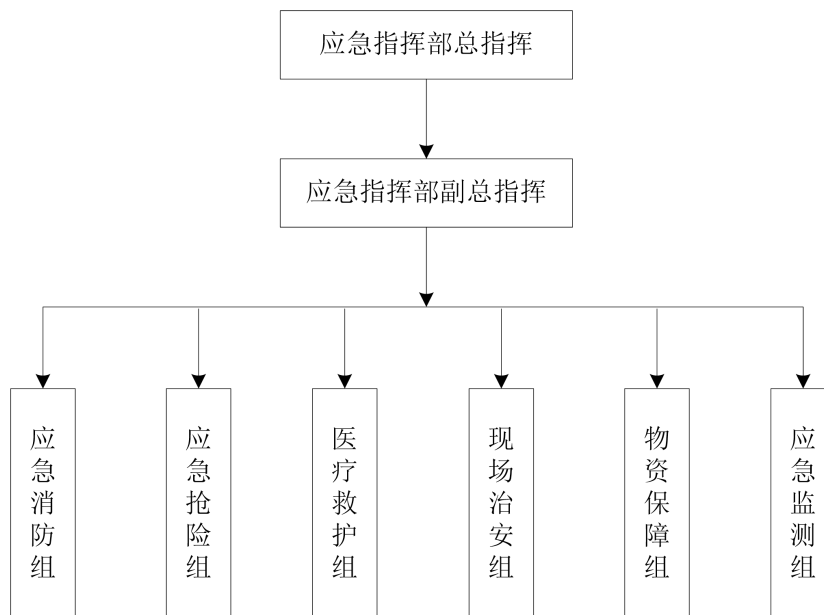 应急指挥部总指挥
应急指挥部副总指挥
应急消防组
应急抢险组
医疗救护组
现场治安组
物资保障组
应急监测组